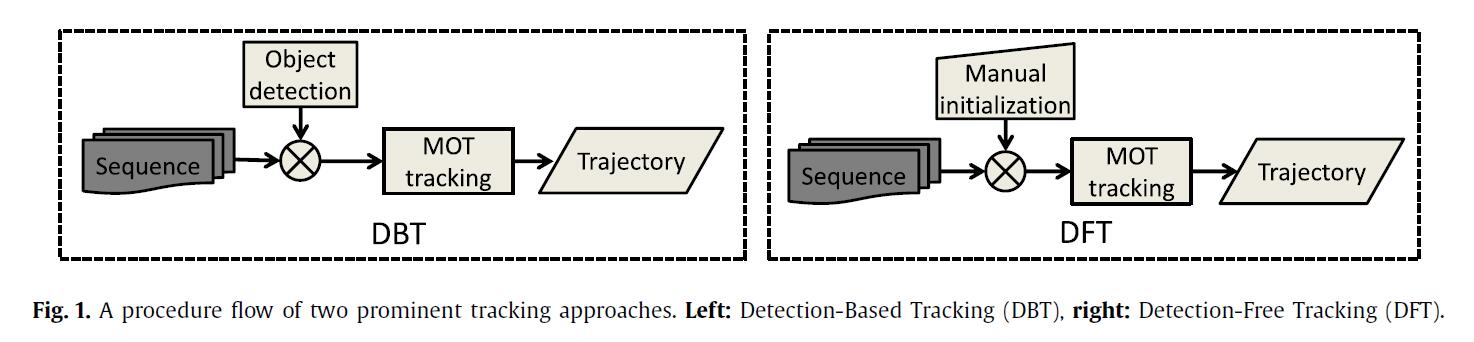 Object
detection
Sequence
MOT
tracking
Trajectory
DBT
Manual
initialization
Sequence
MOT
tracking
Trajectory
DFT
Fig. 1. A procedure flow of two prominent tracking approaches. Left: Detection-Based Tracking (DBT), right: Detection-Free Tracking (DFT).